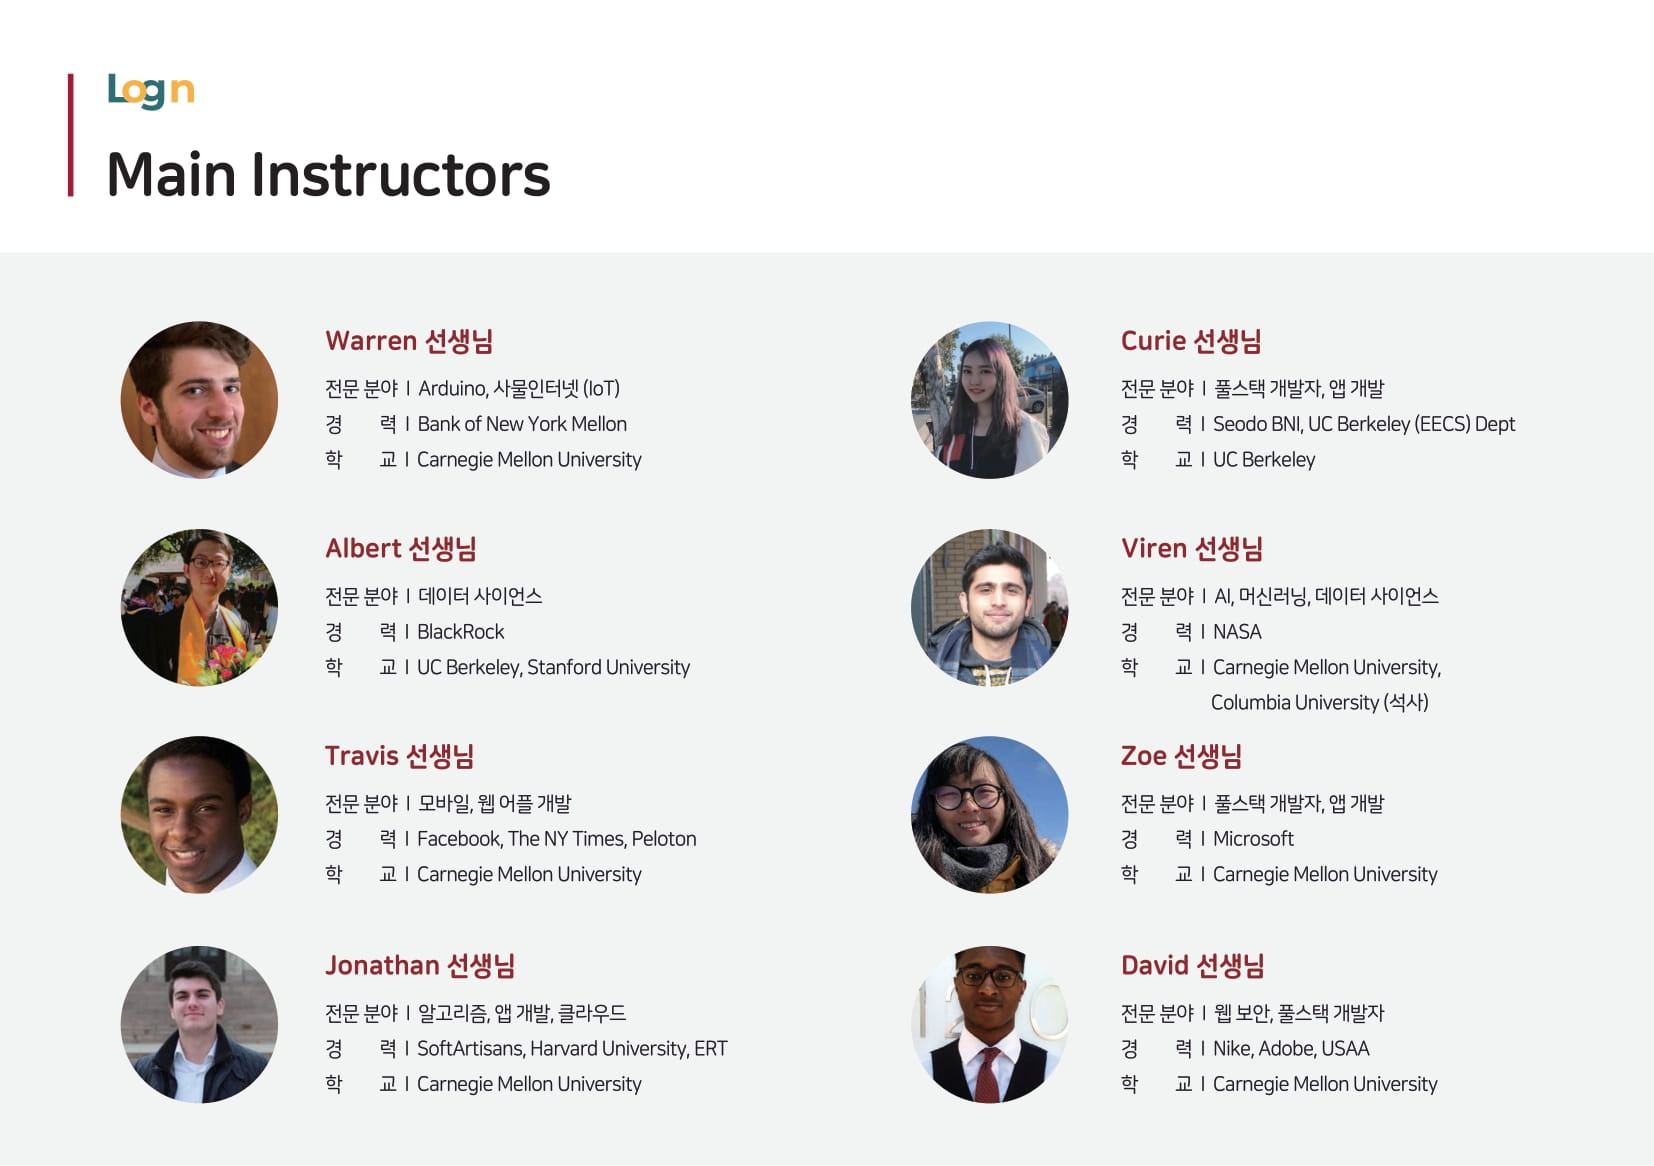 Login
Main Instructors
Warren 선생님
전문 분야 | Arduino, 사물인터넷 (IoT)
경 력 | Bank of New York Mellon
학 교 | Carnegie Mellon University
Albert 선생님
전문 분야 | 데이터 사이언스
경 력 | BlackRock
학 교 | UC Berkeley, Stanford University
Travis 선생님
전문 분야 | 모바일, 웹 어플 개발
경 력 | Facebook, The NY Times, Peloton
학 교 | Carnegie Mellon University
Jonathan 선생님
전문 분야 | 알고리즘, 앱 개발, 클라우드
경 력 | SoftArtisans, Harvard University, ERT
학 교 | Carnegie Mellon University
Curie 선생님
전문 분야 | 풀스택 개발자, 앱 개발
경 력 | Seodo BNI, UC Berkeley (EECS) Dept
학 교 | UC Berkeley
Viren 선생님
전문 분야 | AI, 머신러닝, 데이터 사이언스
경 력 | NASA
학 교 | Carnegie Mellon University,
Columbia University (석사)
Zoe 선생님
전문 분야 | 풀스택 개발자, 앱 개발
경 력 | Microsoft
학 교 | Carnegie Mellon University
David 선생님
전문 분야 | 웹 보안, 풀스택 개발자
경 력 | Nike, Adobe, USAA
학 교 | Carnegie Mellon University